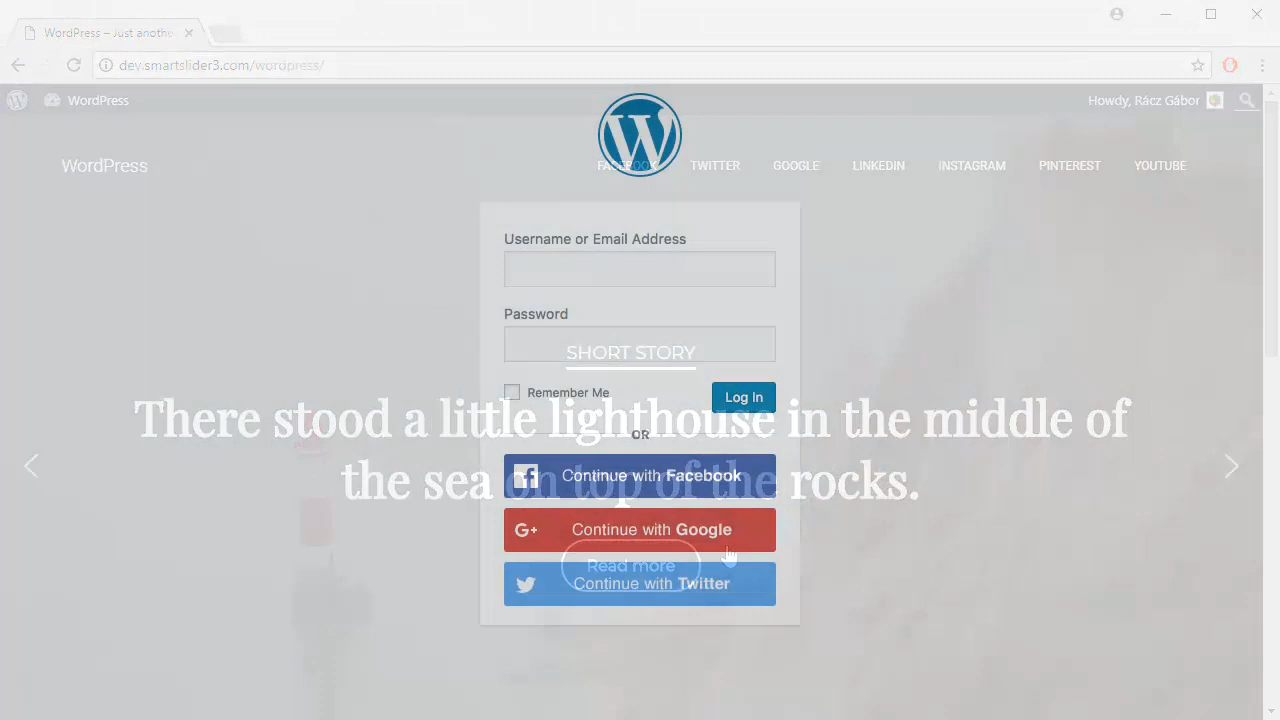 WordPress – Just anothe
dev.smartslider3.com/wordpress/
WordPress
Howdy, Rácz Gábor
WordPress
FACEBOOK
TWITTER
GOOGLE
LINKEDIN
INSTAGRAM
PINTEREST
YOUTUBE
Username or Email Address
Password
SHORT STORY
Remember Me
Log In
There stood a little lighthouse in the middle of
OR
the sea on top of the rocks.
Continue with Facebook
Continue with Google
Read more
Continue with Twitter